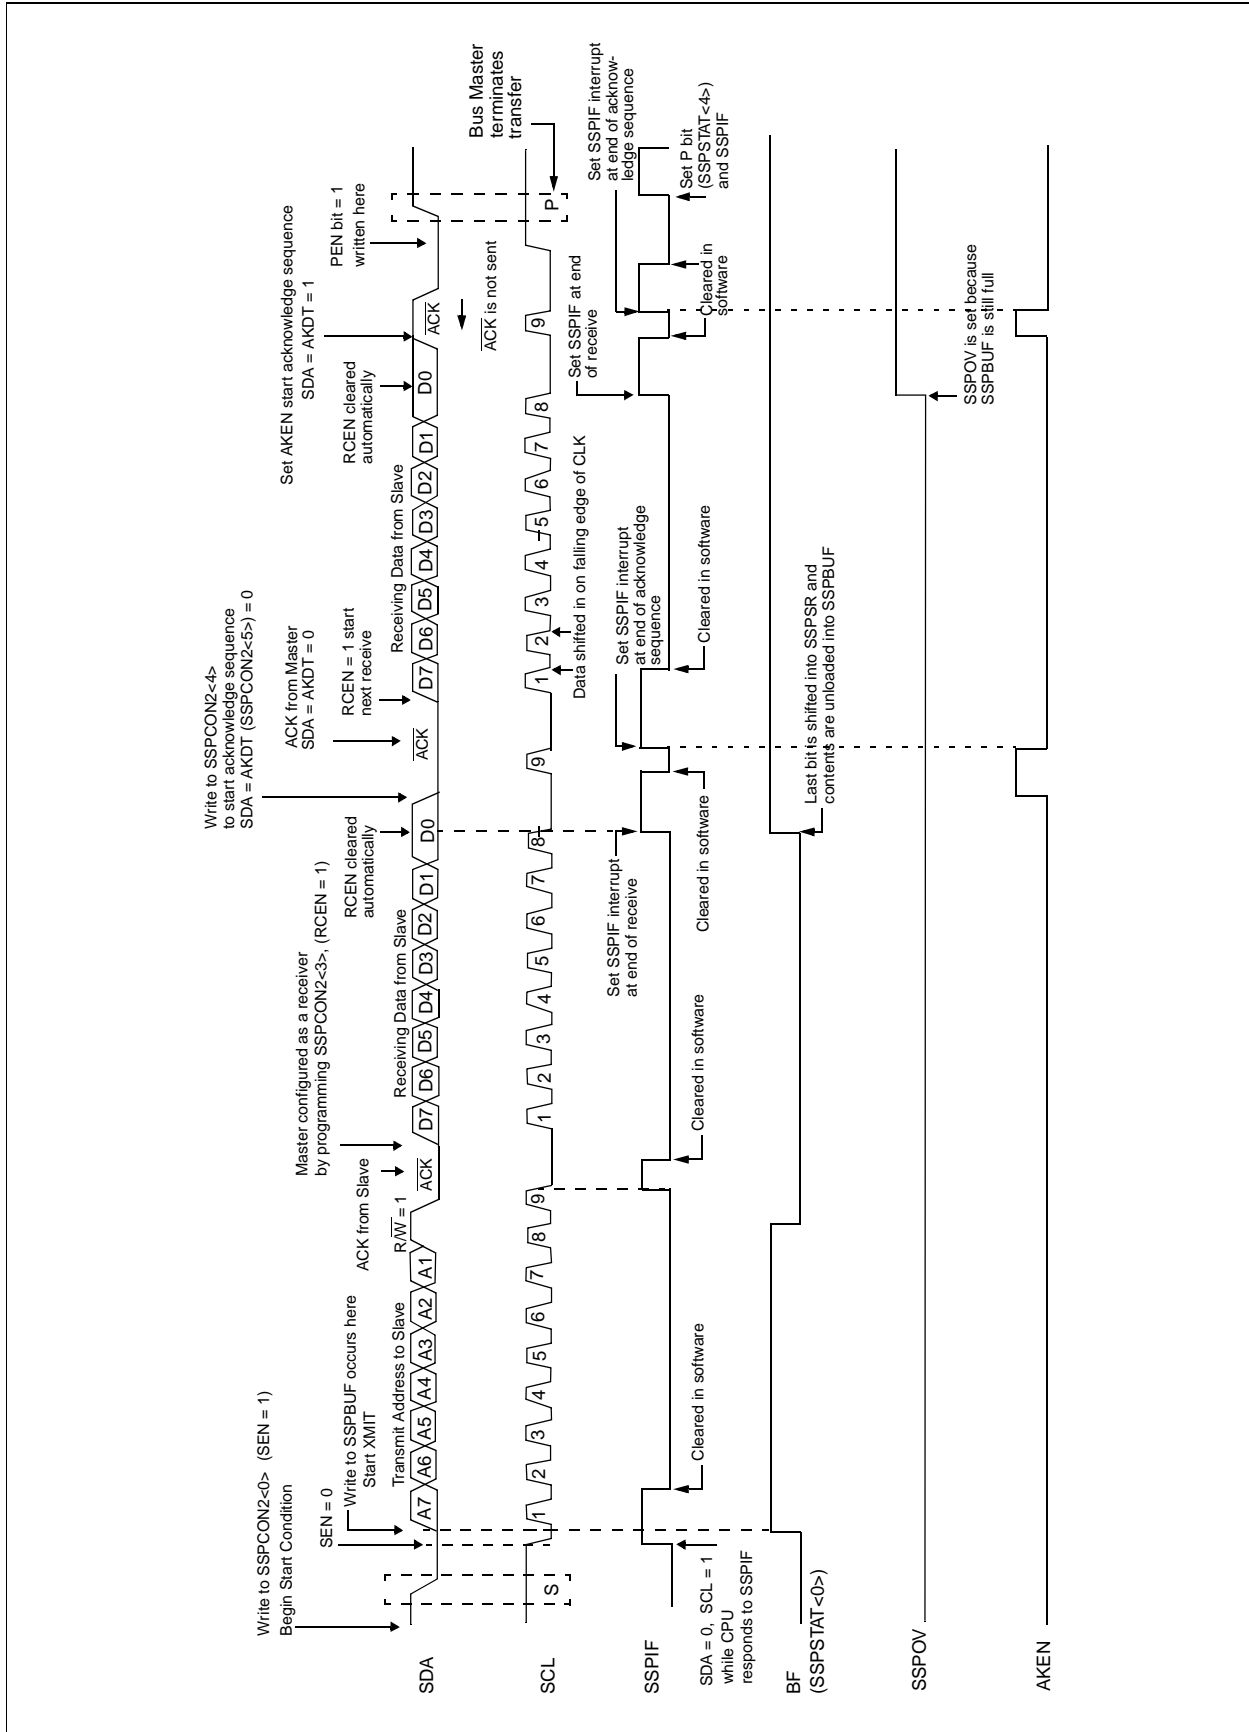 Write to SSPCON2<0> (SEN = 1)
Begin Start Condition
SEN = 0
Write to SSPBUF occurs here
Start XMIT
Transmit Address to Slave
R/W = 1
ACK from Slave
Master configured as a receiver
by programming SSPCON2<3>, (RCEN = 1)
Receiving Data from Slave
RCEN cleared
automatically
Write to SSPCON2<4>
to start acknowledge sequence
SDA = AKDT (SSPCON2<5>) = 0
ACK from Master
SDA = AKDT = 0
RCEN = 1 start
next receive
Receiving Data from Slave
RCEN cleared
automatically
Set AKEN start acknowledge sequence
SDA = AKDT = 1
PEN bit = 1
written here
SDA
A7 A6 A5 A4 A3 A2 A1 ACK D7 D6 D5 D4 D3 D2 D1 D0 ACK D7 D6 D5 D4 D3 D2 D1 D0 ACK
ACK is not sent
Bus Master
terminates
transfer
SCL
S 1 2 3 4 5 6 7 8 9 1 2 3 4 5 6 7 8 9 1 2 3 4 5 6 7 8 9 P
Data shifted in on falling edge of CLK
Set SSPIF interrupt
at end of receive
Set SSPIF interrupt
at end of acknowledge
sequence
Set SSPIF at end
of receive
Set SSPIF interrupt
at end of acknow-
ledge sequence
SSPIF
SDA = 0, SCL = 1
while CPU
responds to SSPIF
Cleared in software
Cleared in software
Cleared in software
Cleared in software
Cleared in
software
Set P bit
(SSPSTAT<4>)
and SSPIF
BF
(SSPSTAT<0>)
Last bit is shifted into SSPSR and
contents are unloaded into SSPBUF
SSPOV
SSPOV is set because
SSPBUF is still full
AKEN